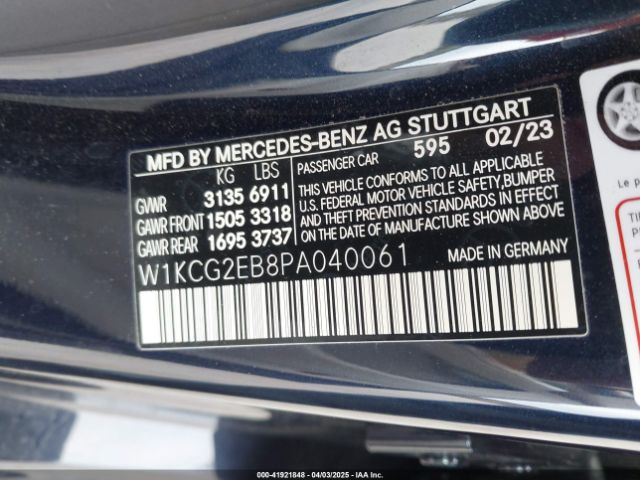 MFD BY MERCEDES-BENZ AG STUTTGART
KG LBS
GVWR 3135 6911
GAWR FRONT 1505 3318
GAWR REAR 1695 3737
PASSENGER CAR 595 02/23
THIS VEHICLE CONFORMS TO ALL APPLICABLE
U.S. FEDERAL MOTOR VEHICLE SAFETY, BUMPER
AND THEFT PREVENTION STANDARDS IN EFFECT
ON THE DATE OF MANUFACTURE SHOWN ABOVE.
W1KCG2EB8PA040061
MADE IN GERMANY
Le p
TI
000-41921848 - 04/03/2025 - IAA Inc.